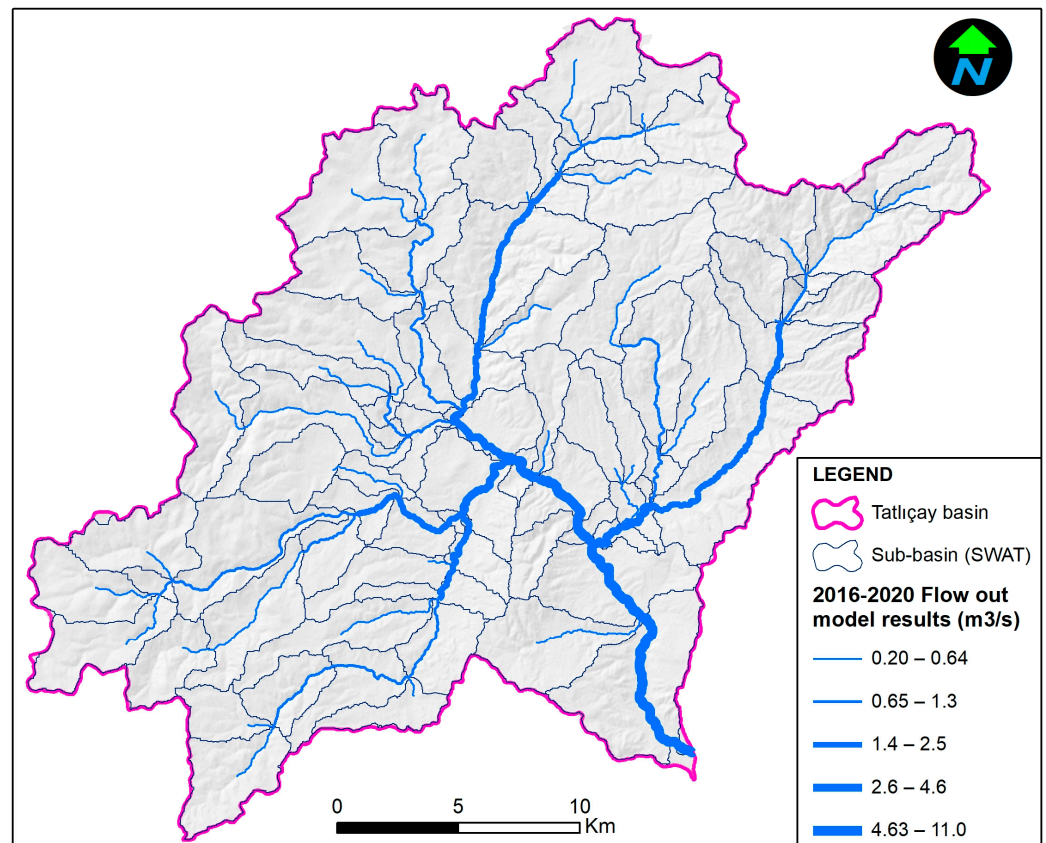 N
LEGEND
Tatlıçay basin
Sub-basin (SWAT)
2016-2020 Flow out
model results (m3/s)
0.20 – 0.64
0.65 – 1.3
1.4 – 2.5
2.6 – 4.6
4.63 – 11.0
0 5 10
Km